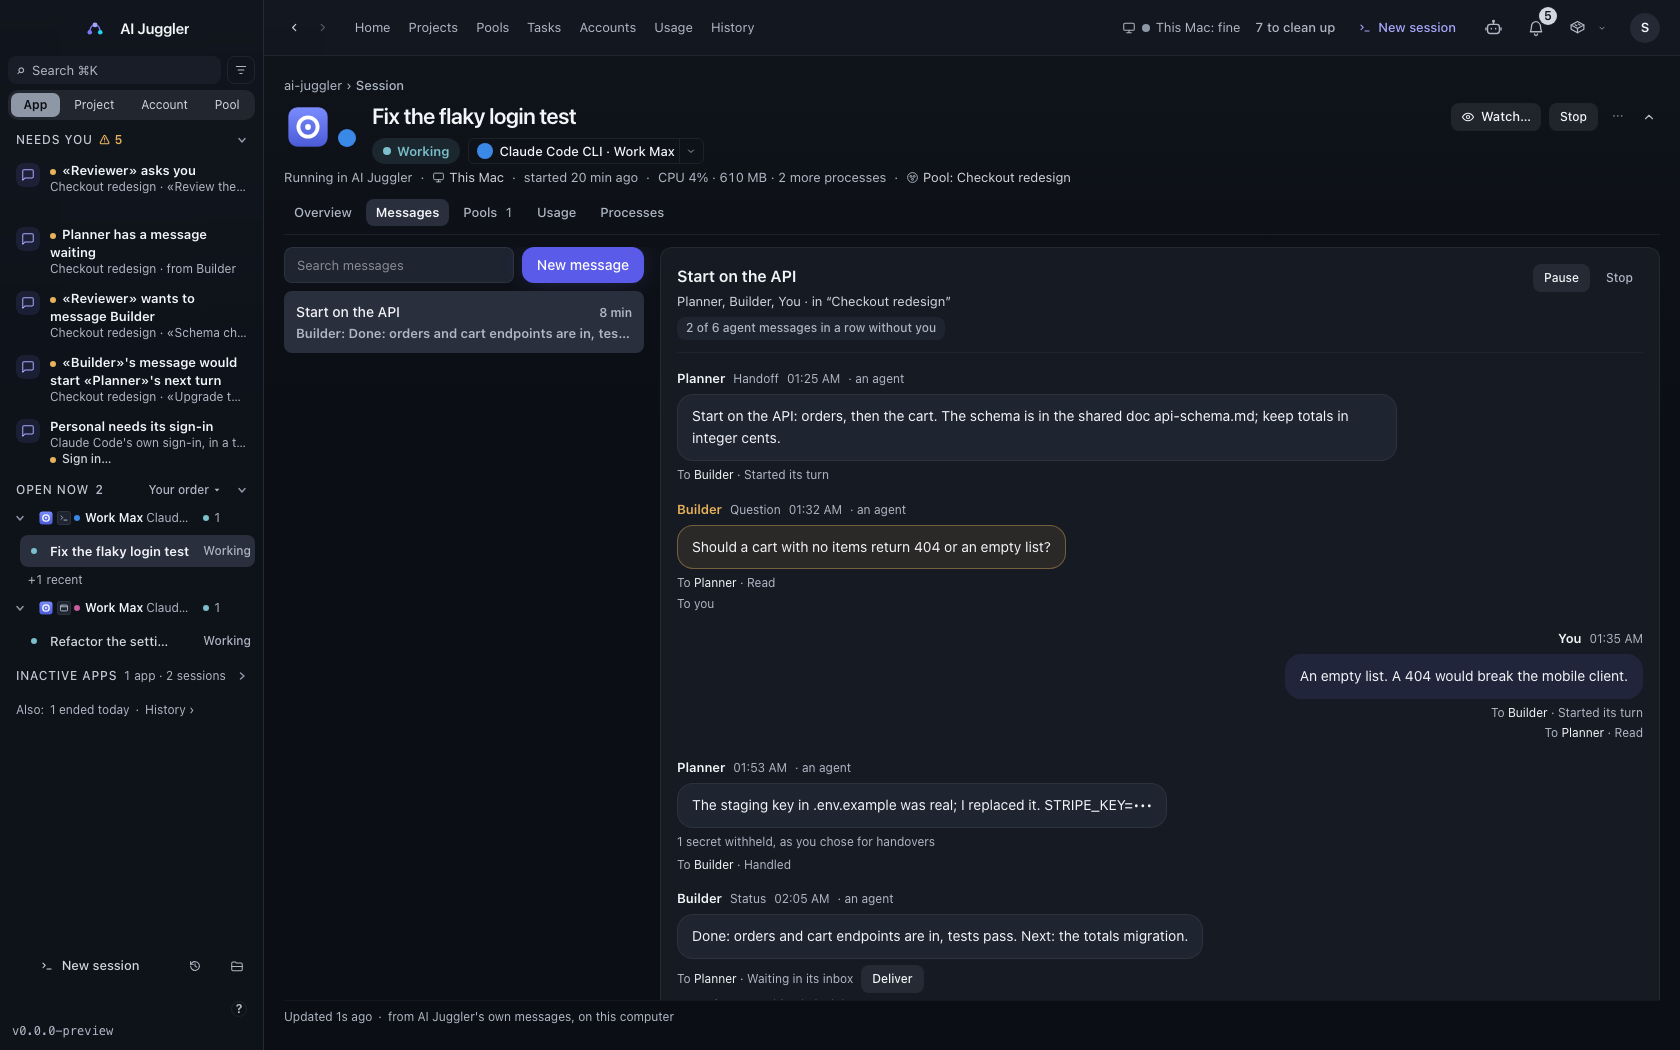 AI Juggler
Search ⌘K
App Project Account Pool
NEEDS YOU 5
«Reviewer» asks you
Checkout redesign · «Review the...
Planner has a message
waiting
Checkout redesign · from Builder
«Reviewer» wants to
message Builder
Checkout redesign · «Schema ch...
«Builder»'s message would
start «Planner»'s next turn
Checkout redesign · «Upgrade t...
Personal needs its sign-in
Claude Code's own sign-in, in a t...
Sign in...
OPEN NOW 2 Your order
Work Max Claud... 1
Fix the flaky login test Working
+1 recent
Work Max Claud... 1
Refactor the setti... Working
INACTIVE APPS 1 app · 2 sessions
Also: 1 ended today · History ›
New session
?
v0.0.0-preview
Home Projects Pools Tasks Accounts Usage History
This Mac: fine 7 to clean up New session 5 S
ai-juggler › Session
Fix the flaky login test
Watch... Stop ...
Working Claude Code CLI · Work Max
Running in AI Juggler · This Mac · started 20 min ago · CPU 4% · 610 MB · 2 more processes · Pool: Checkout redesign
Overview Messages Pools 1 Usage Processes
Search messages New message
Start on the API 8 min
Builder: Done: orders and cart endpoints are in, tes...
Start on the API
Pause Stop
Planner, Builder, You · in “Checkout redesign”
2 of 6 agent messages in a row without you
Planner Handoff 01:25 AM · an agent
Start on the API: orders, then the cart. The schema is in the shared doc api-schema.md; keep totals in
integer cents.
To Builder · Started its turn
Builder Question 01:32 AM · an agent
Should a cart with no items return 404 or an empty list?
To Planner · Read
To you
You 01:35 AM
An empty list. A 404 would break the mobile client.
To Builder · Started its turn
To Planner · Read
Planner 01:53 AM · an agent
The staging key in .env.example was real; I replaced it. STRIPE_KEY=•••
1 secret withheld, as you chose for handovers
To Builder · Handled
Builder Status 02:05 AM · an agent
Done: orders and cart endpoints are in, tests pass. Next: the totals migration.
To Planner · Waiting in its inbox Deliver
Updated 1s ago · from AI Juggler's own messages, on this computer